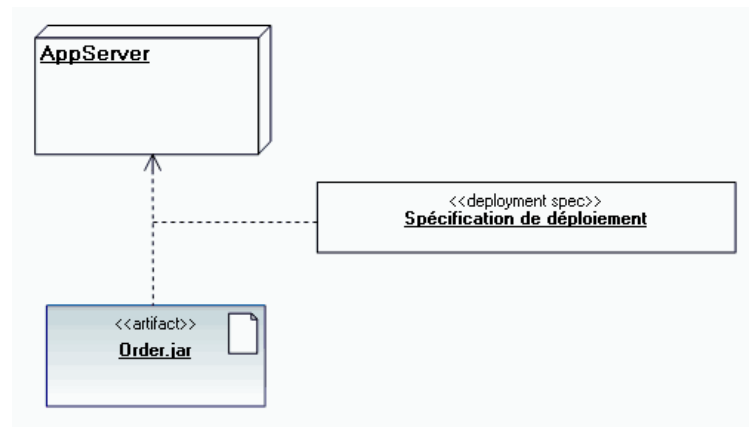 AppServer
<<deployment spec>>
Spécification de déploiement
<<artifact>>
Order.jar